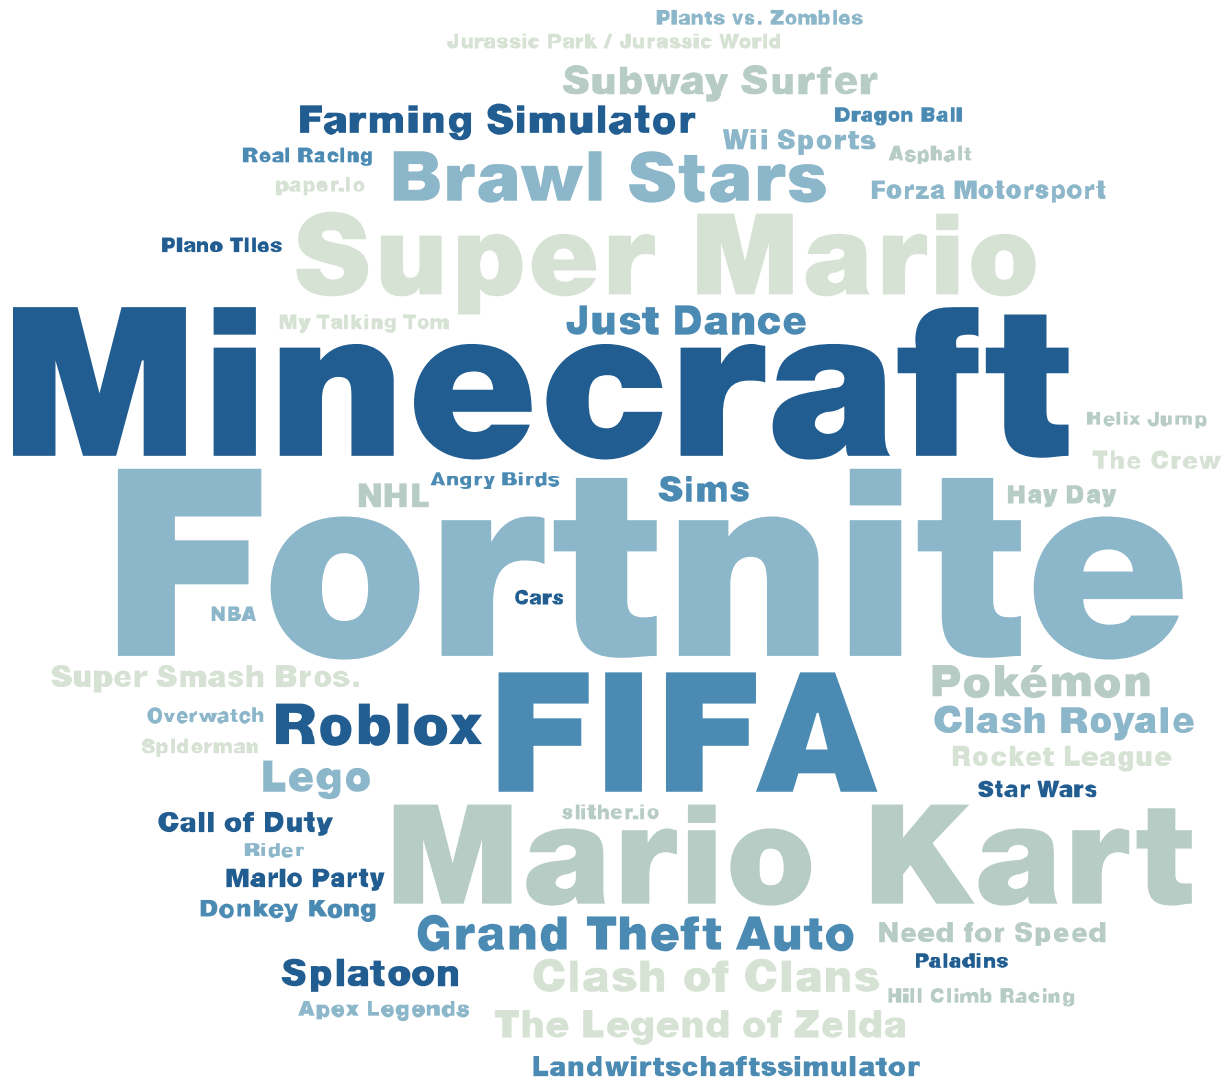 Plants vs. Zombies
Jurassic Park / Jurassic World
Subway Surfer
Farming Simulator
Dragon Ball
Wii Sports
Real Racing
Brawl Stars
Asphalt
paper.io
Forza Motorsport
Super Mario
Piano Tiles
My Talking Tom
Just Dance
Minecraft
Helix Jump
The Crew
Angry Birds
NHL
Sims
Hay Day
Fortnite
Cars
NBA
Super Smash Bros.
Pokémon
Overwatch
Roblox
FIFA
Clash Royale
Spiderman
Rocket League
Lego
Star Wars
Call of Duty
slither.io
Rider
Mario Kart
Mario Party
Donkey Kong
Grand Theft Auto
Need for Speed
Paladins
Splatoon
Clash of Clans
Hill Climb Racing
Apex Legends
The Legend of Zelda
Landwirtschaftssimulator